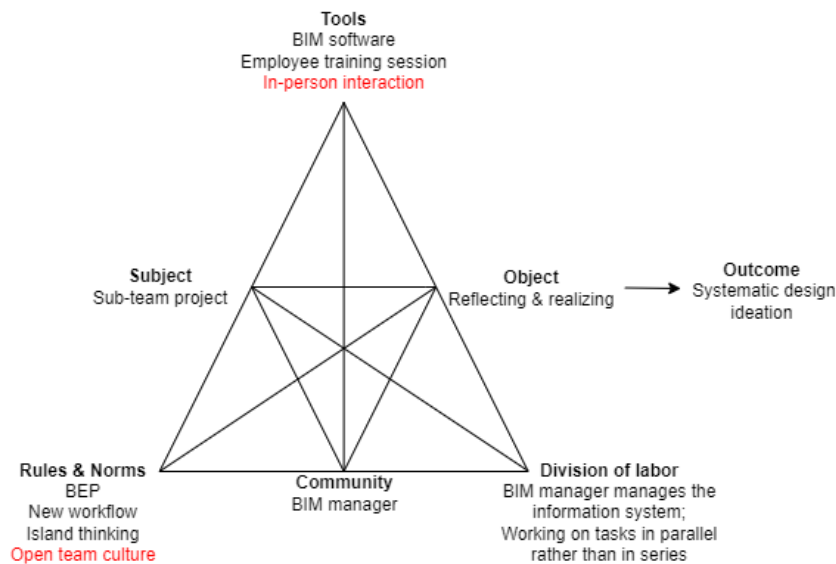 Tools
BIM software
Employee training session
In-person interaction
Subject
Sub-team project
Object
Reflecting & realizing
Outcome
Systematic design
ideation
Rules & Norms
BEP
New workflow
Island thinking
Open team culture
Community
BIM manager
Division of labor
BIM manager manages the
information system;
Working on tasks in parallel
rather than in series